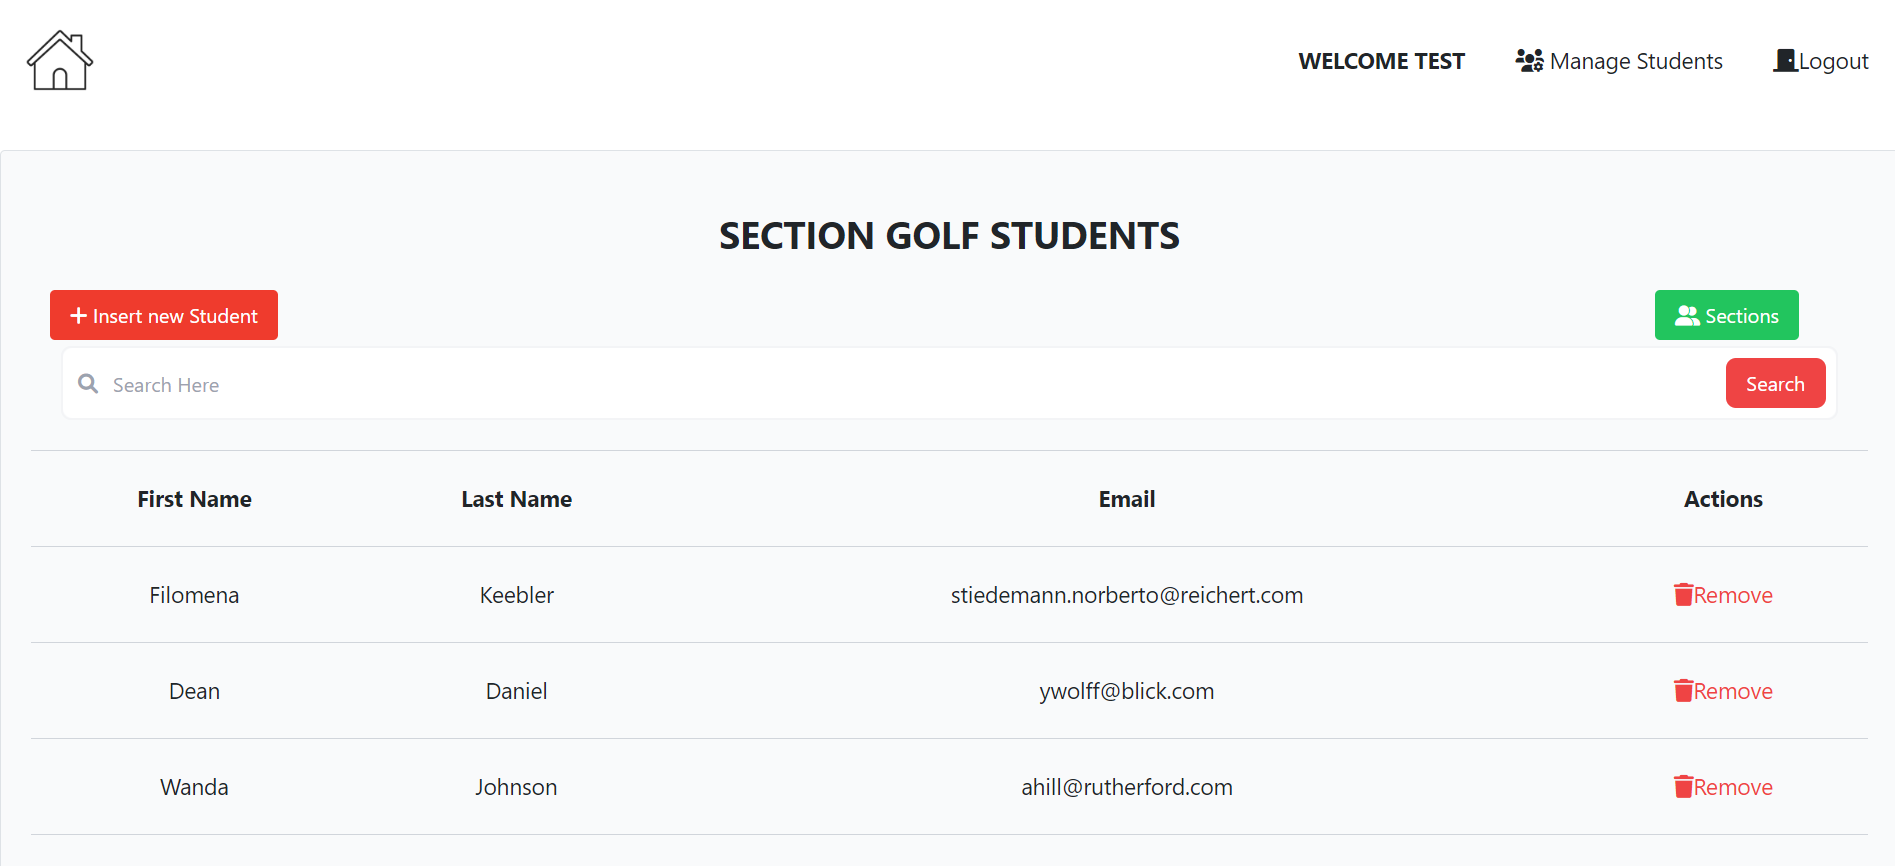 WELCOME TEST Manage Students Logout
SECTION GOLF STUDENTS
Insert new Student Sections
Search Here Search
First Name Last Name Email Actions
Filomena Keebler stiedemann.norberto@reichert.com Remove
Dean Daniel ywolff@blick.com Remove
Wanda Johnson ahill@rutherford.com Remove